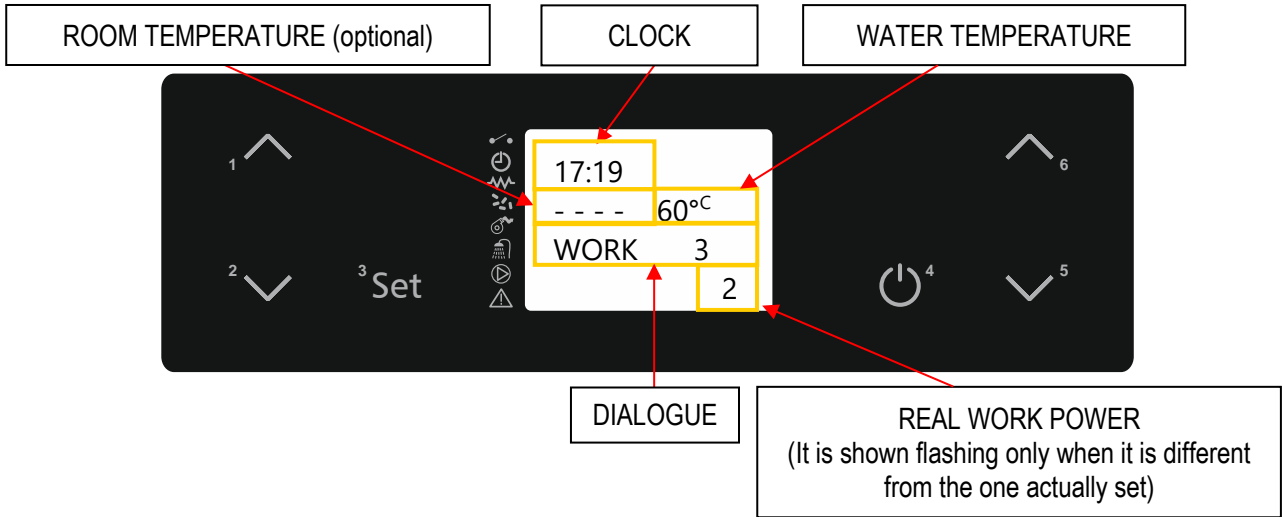 ROOM TEMPERATURE (optional)
CLOCK
WATER TEMPERATURE
1
6
17:19
- - - - 60°C
WORK 3
2
2
3 Set
4
5
DIALOGUE
REAL WORK POWER
(It is shown flashing only when it is different
from the one actually set)